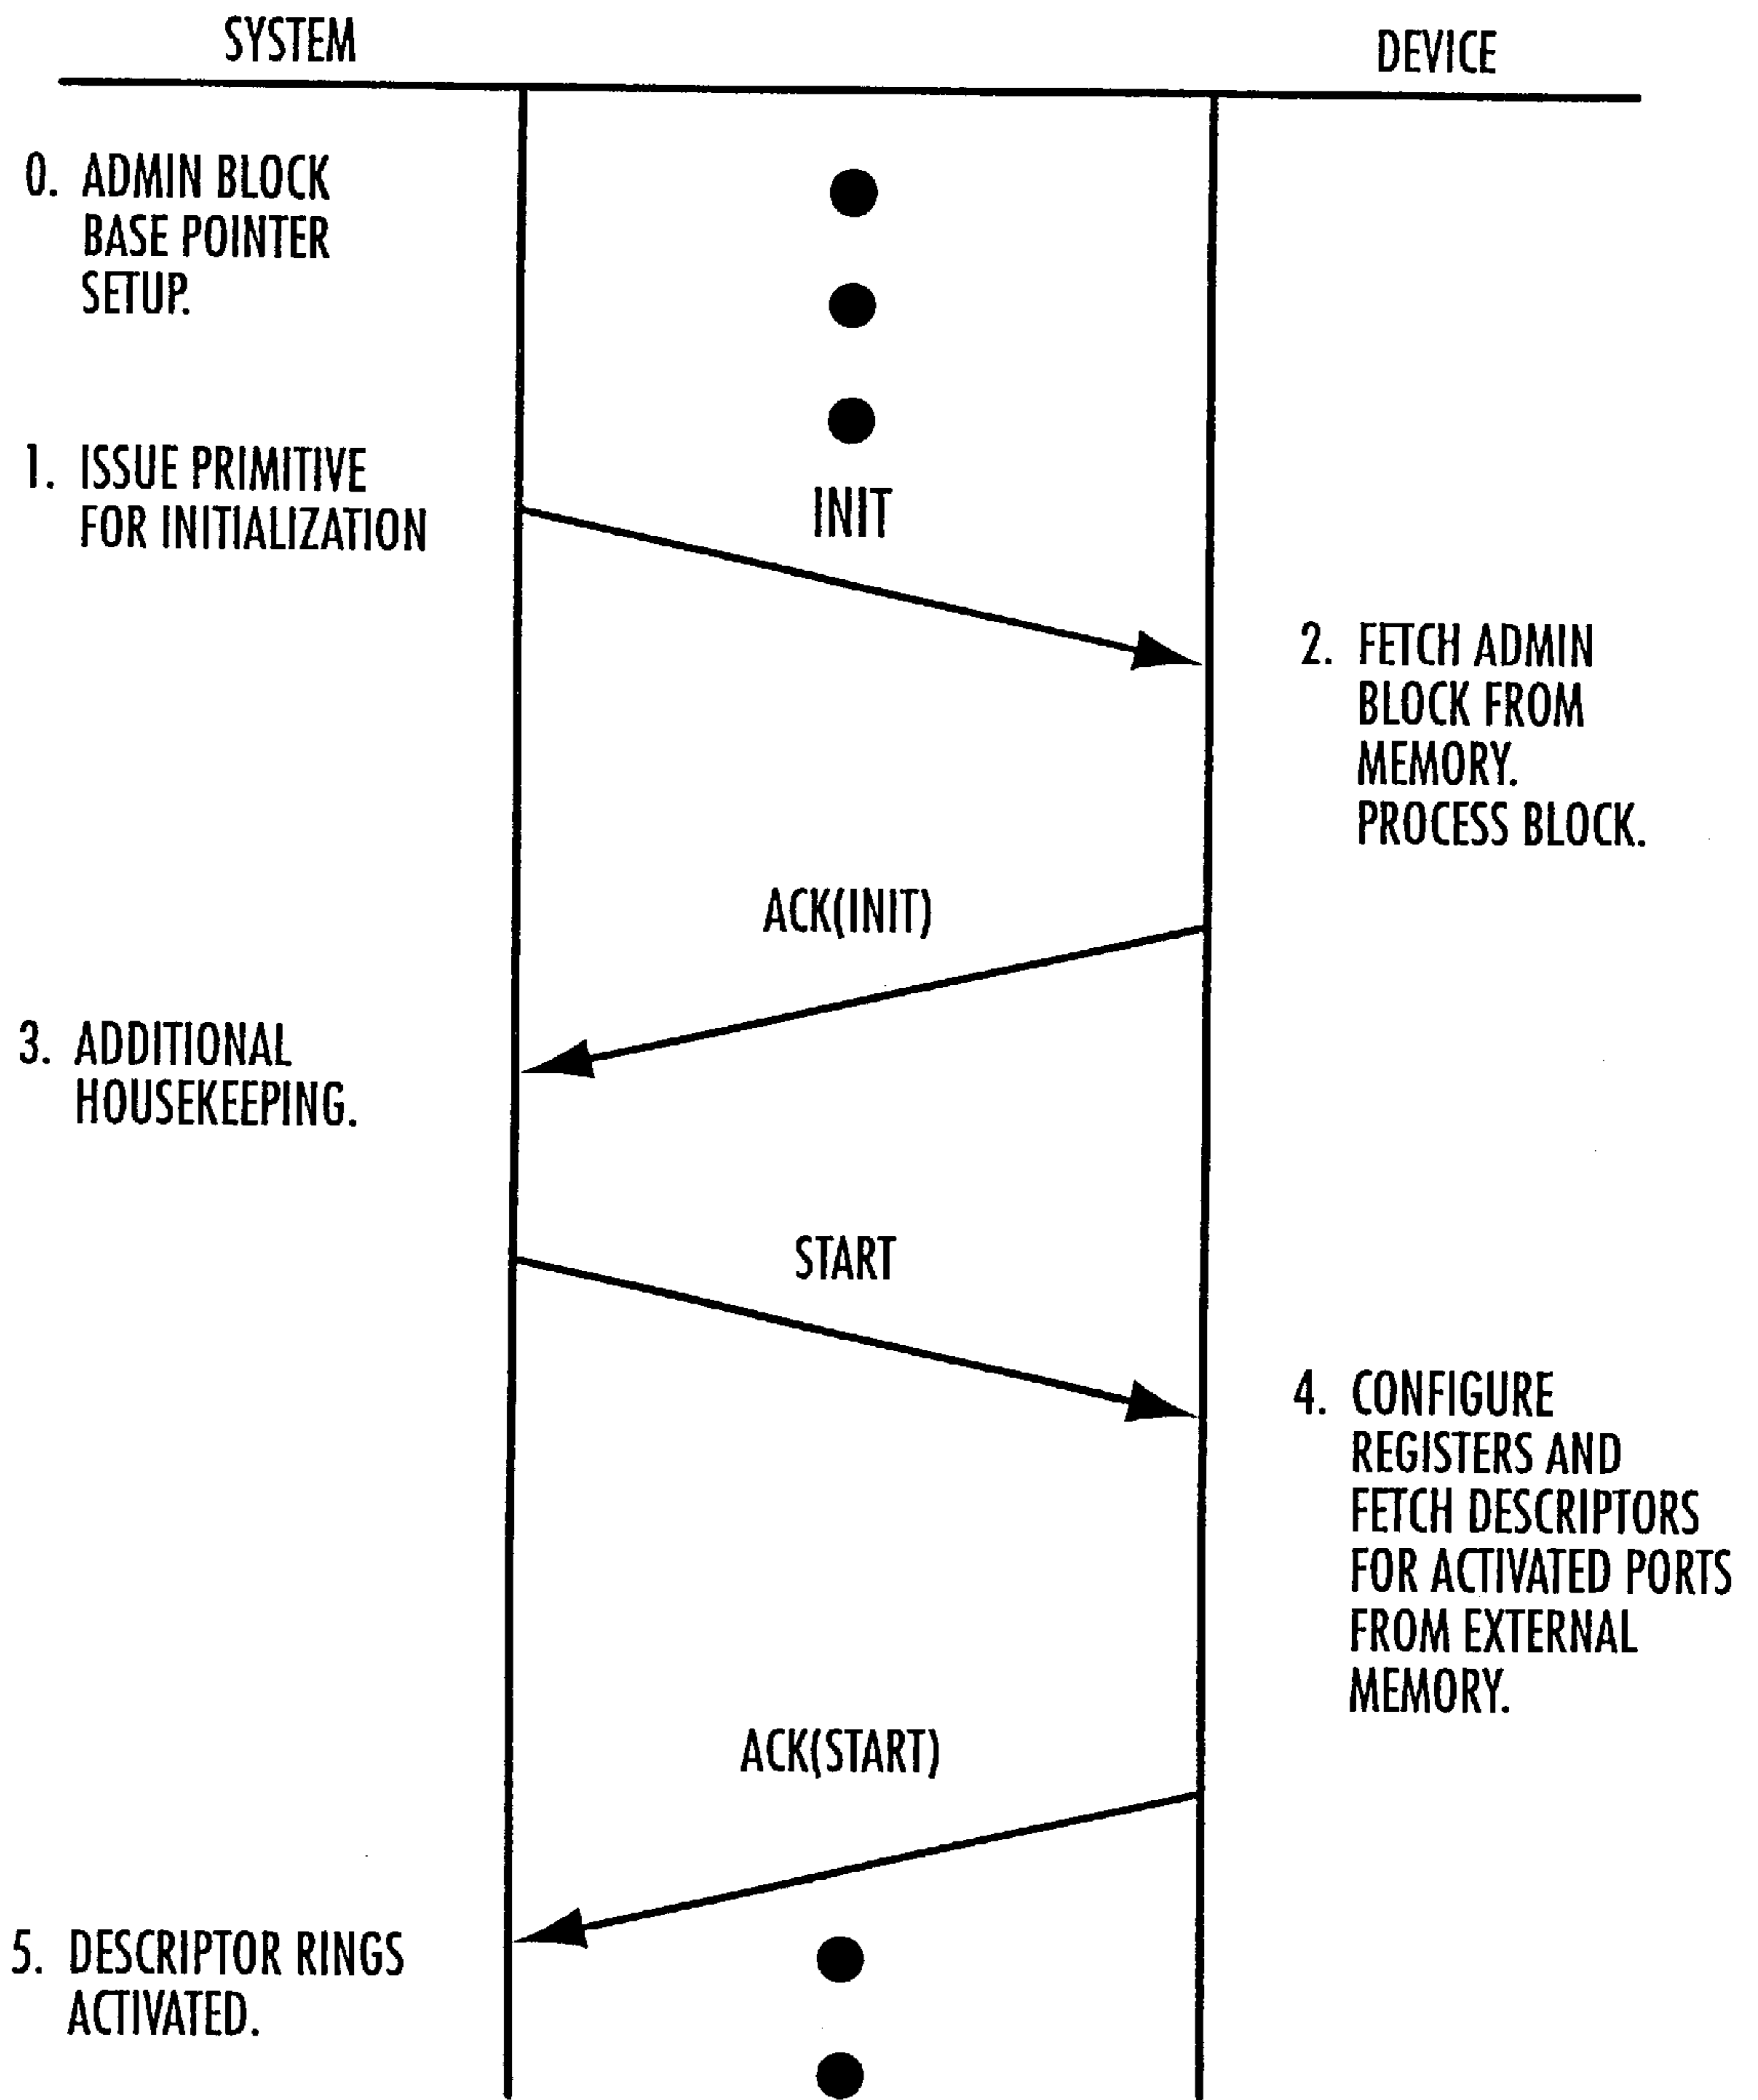 SYSTEM
DEVICE
0. ADMIN BLOCK
BASE POINTER
SETUP.
1. ISSUE PRIMITIVE
FOR INITIALIZATION
INIT
2. FETCH ADMIN
BLOCK FROM
MEMORY.
PROCESS BLOCK.
ACK(INIT)
3. ADDITIONAL
HOUSEKEEPING.
START
4. CONFIGURE
REGISTERS AND
FETCH DESCRIPTORS
FOR ACTIVATED PORTS
FROM EXTERNAL
MEMORY.
ACK(START)
5. DESCRIPTOR RINGS
ACTIVATED.